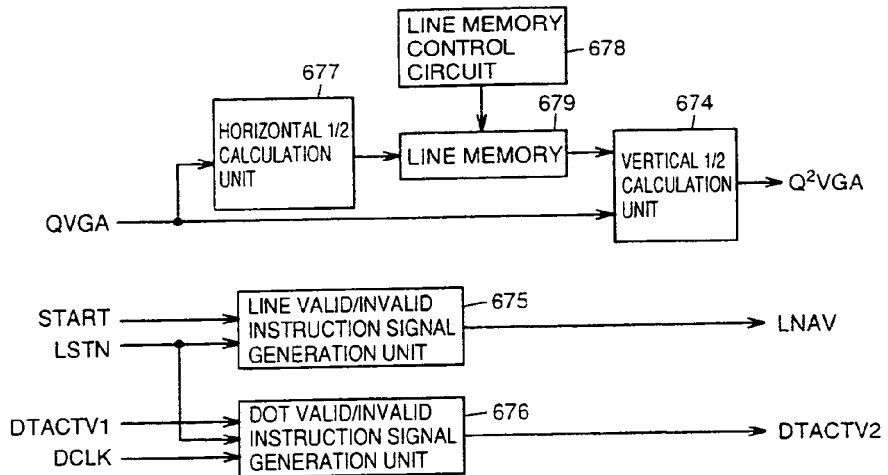 LINE MEMORY
CONTROL
CIRCUIT
678
677
679
674
HORIZONTAL 1/2
CALCULATION
UNIT
LINE MEMORY
VERTICAL 1/2
CALCULATION
UNIT
Q²VGA
QVGA
START
LSTN
LINE VALID/INVALID
INSTRUCTION SIGNAL
GENERATION UNIT
675
LNAV
DTACTV1
DCLK
DOT VALID/INVALID
INSTRUCTION SIGNAL
GENERATION UNIT
676
DTACTV2